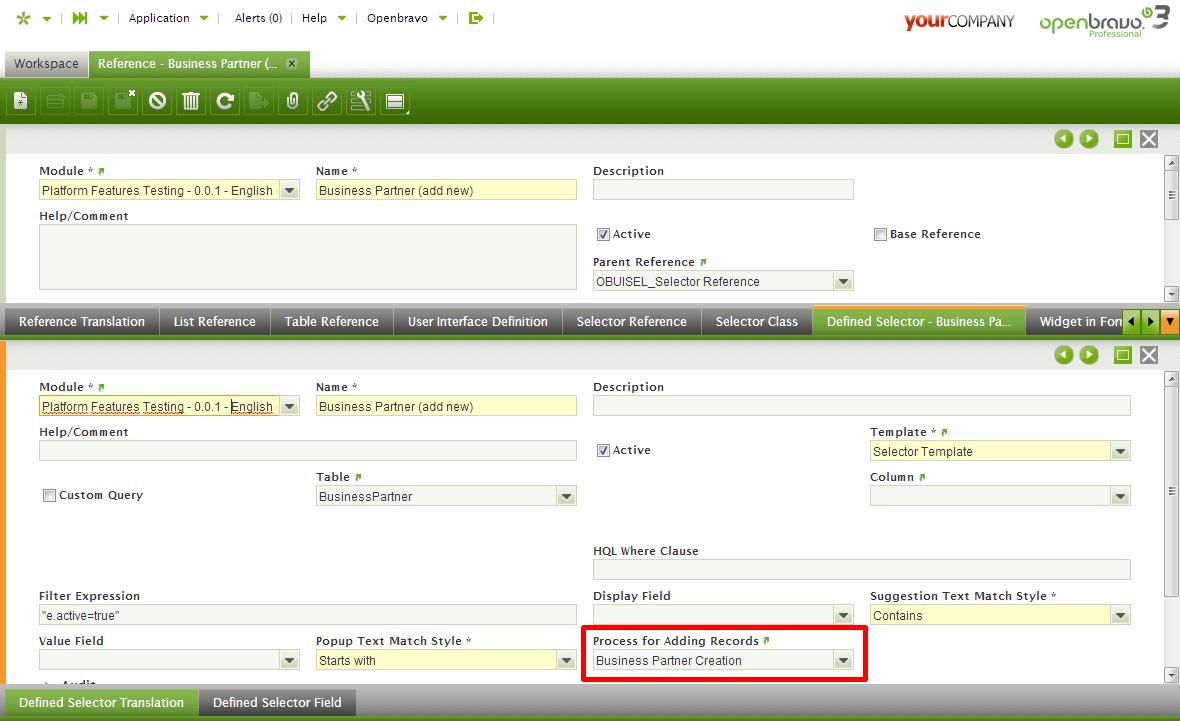 Application Alerts (0) Help Openbravo
yourCOMPANY openbravo 3
Professional
Workspace Reference - Business Partner (...
Module * Name * Description
Platform Features Testing - 0.0.1 - English Business Partner (add new)
Help/Comment
Active Base Reference
Parent Reference
OBUISEL_Selector Reference
Reference Translation List Reference Table Reference User Interface Definition Selector Reference Selector Class Defined Selector - Business Pa... Widget in For
Module * Name * Description
Platform Features Testing - 0.0.1 - English Business Partner (add new)
Help/Comment Active Template *
Selector Template
Custom Query Table Column
BusinessPartner
HQL Where Clause
Filter Expression Display Field Suggestion Text Match Style *
"e.active=true" Contains
Value Field Popup Text Match Style * Process for Adding Records
Starts with Business Partner Creation
Audit
Defined Selector Translation Defined Selector Field